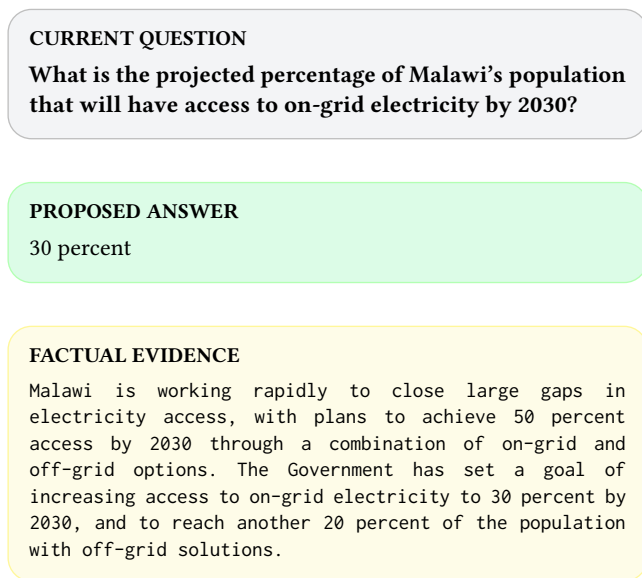 CURRENT QUESTION
What is the projected percentage of Malawi's population
that will have access to on-grid electricity by 2030?
PROPOSED ANSWER
30 percent
FACTUAL EVIDENCE
Malawi is working rapidly to close large gaps in
electricity access, with plans to achieve 50 percent
access by 2030 through a combination of on-grid and
off-grid options. The Government has set a goal of
increasing access to on-grid electricity to 30 percent by
2030, and to reach another 20 percent of the population
with off-grid solutions.